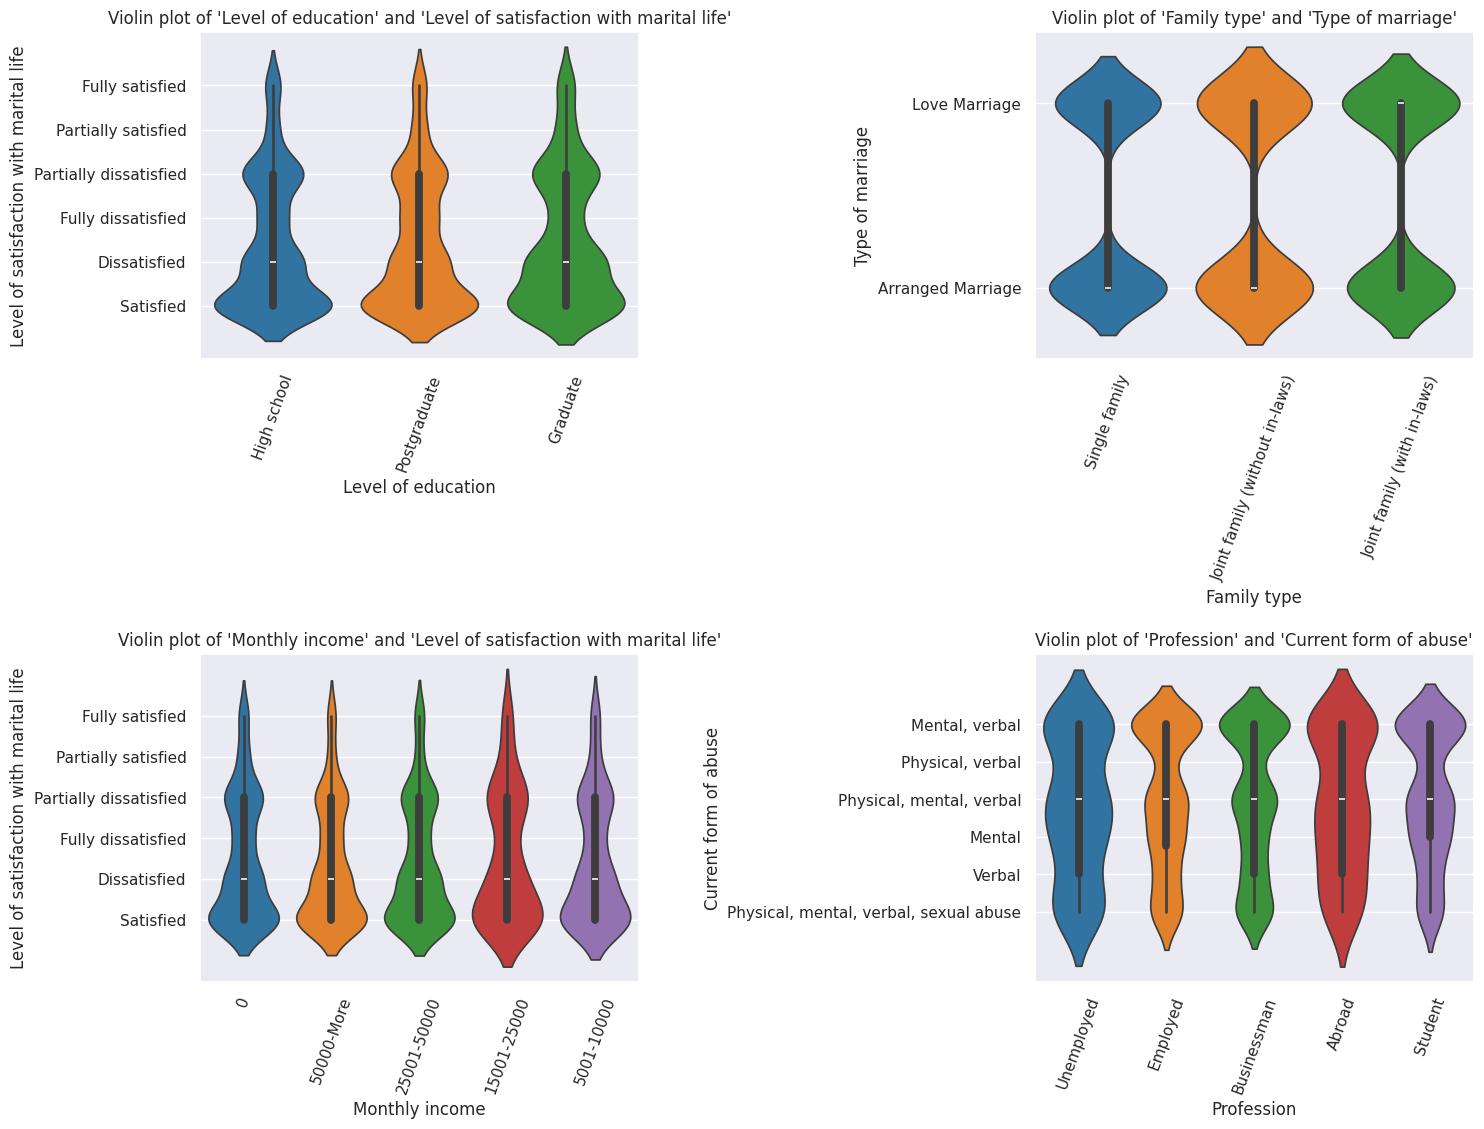 Violin plot of 'Level of education' and 'Level of satisfaction with marital life'
Level of satisfaction with marital life
Fully satisfied
Partially satisfied
Partially dissatisfied
Fully dissatisfied
Dissatisfied
Satisfied
High school
Postgraduate
Graduate
Level of education
Violin plot of 'Family type' and 'Type of marriage'
Type of marriage
Love Marriage
Arranged Marriage
Single family
Joint family (without in-laws)
Joint family (with in-laws)
Family type
Violin plot of 'Monthly income' and 'Level of satisfaction with marital life'
Level of satisfaction with marital life
Fully satisfied
Partially satisfied
Partially dissatisfied
Fully dissatisfied
Dissatisfied
Satisfied
0
50000-More
25001-50000
15001-25000
5001-10000
Monthly income
Violin plot of 'Profession' and 'Current form of abuse'
Current form of abuse
Mental, verbal
Physical, verbal
Physical, mental, verbal
Mental
Verbal
Physical, mental, verbal, sexual abuse
Unemployed
Employed
Businessman
Abroad
Student
Profession